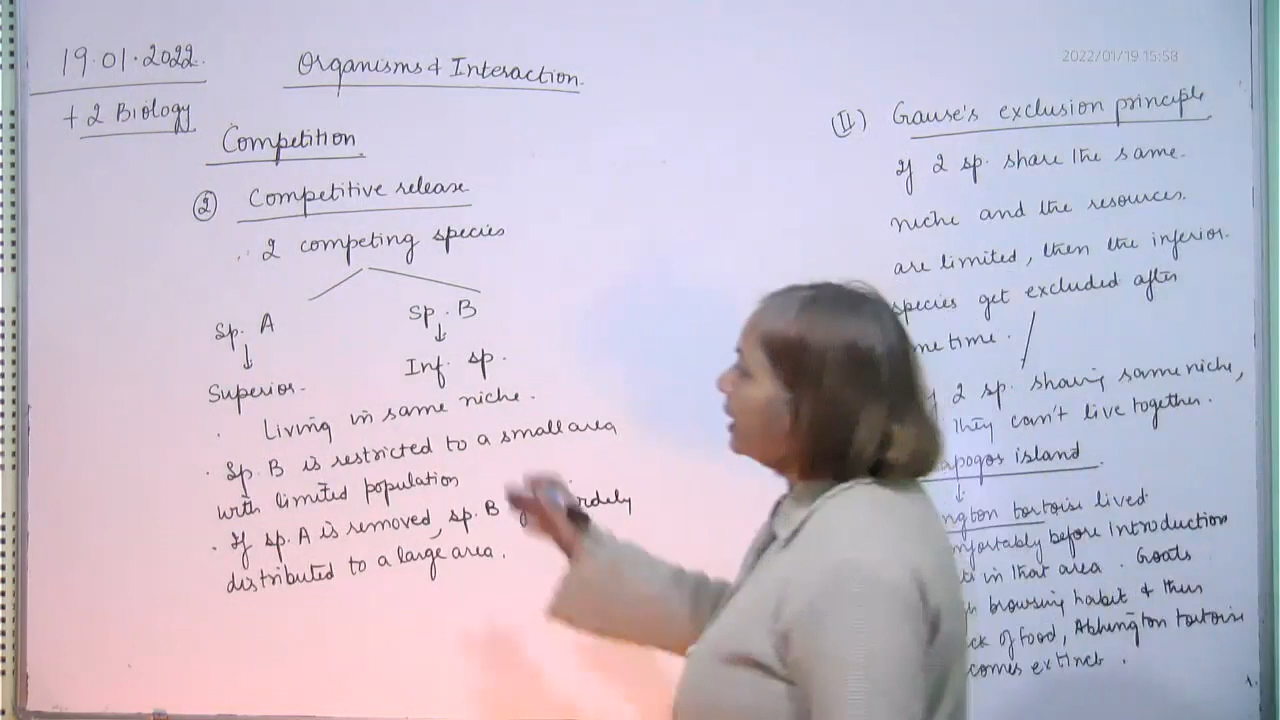 19.01.2022.
Organisms & Interaction.
2022/01/19 15:58
+2 Biology
Competition
② Competitive release
2 competing species
Sp. A
Sp. B
Superior.
Inf. sp.
. Living in same niche.
. Sp. B is restricted to a small area
with limited population
. If sp. A is removed, sp. B
distributed to a large area.
(II) Gause's exclusion principle
If 2 sp. share the same
niche and the resources.
are limited, then the inferior.
species get excluded after
time.
2 sp. sharing same niche,
they can't live together.
island
tortoise lived
before Introduction
in that area. Goats
browsing habit & thus
of food, Abhington tortoise
extinct.
1.